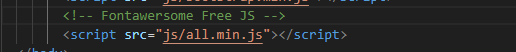 <!-- Fontawersome Free JS -->
<script src="js/all.min.js"></script>